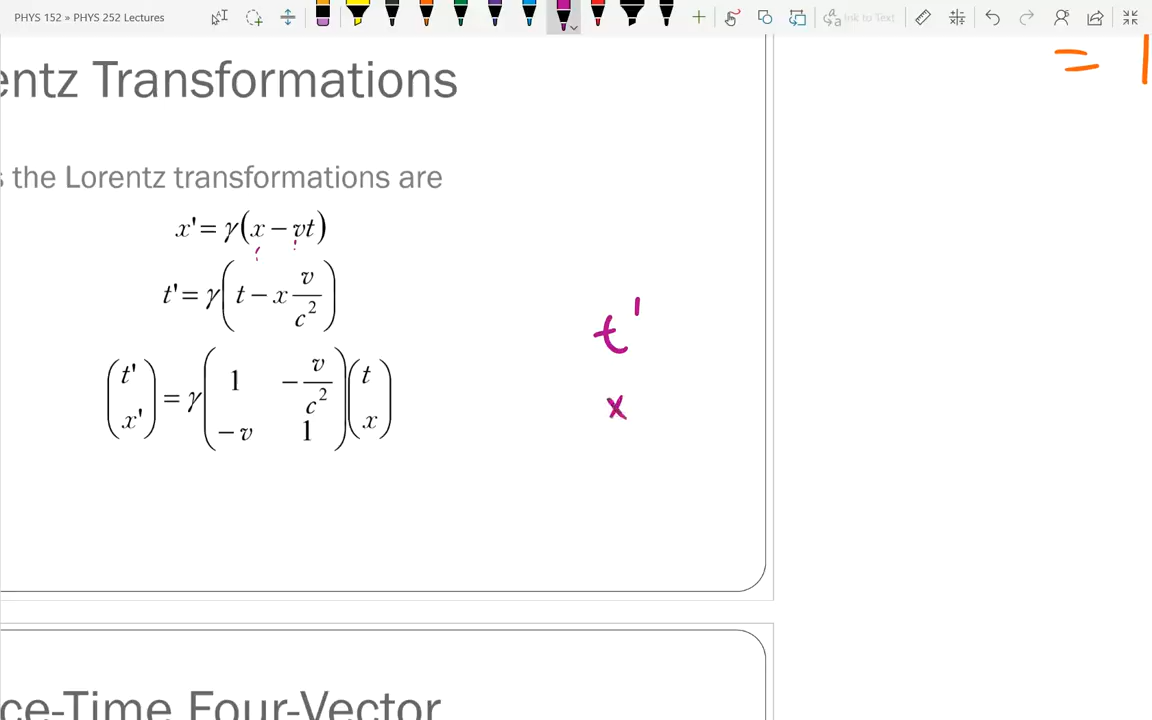 PHYS 152 » PHYS 252 Lectures
Ink to Text
= 1
entz Transformations
s the Lorentz transformations are
x' = γ(x − vt)
t' = γ(t − x v/c²)
(t' x') = γ(1 −v/c² −v 1)(t x)
t'
x
ce-Time Four-Vector